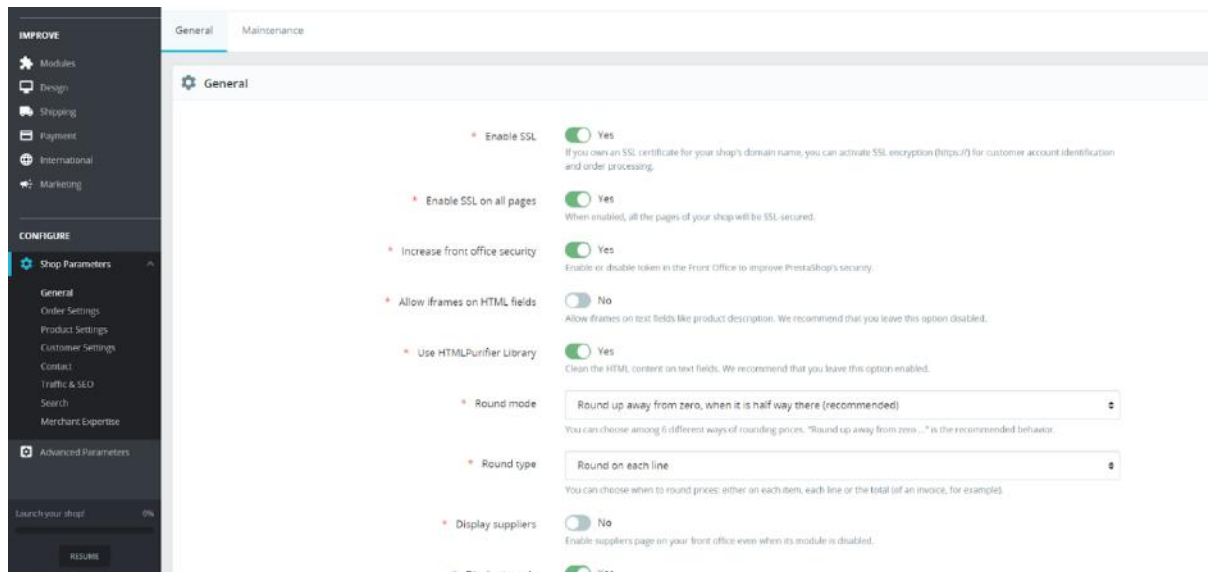 IMPROVE
Modules
Design
Shipping
Payment
International
Marketing
CONFIGURE
Shop Parameters
General
Order Settings
Product Settings
Customer Settings
Contact
Traffic & SEO
Search
Merchant Expertise
Advanced Parameters
Launch your shop! 0%
RESUME
General Maintenance
General
* Enable SSL Yes
If you own an SSL certificate for your shop's domain name, you can activate SSL encryption (https://) for customer account identification
and order processing.
* Enable SSL on all pages Yes
When enabled, all the pages of your shop will be SSL-secured.
* Increase front office security Yes
Enable or disable token in the Front Office to improve PrestaShop's security.
* Allow iframes on HTML fields No
Allow iframes on text fields like product description. We recommend that you leave this option disabled.
* Use HTMLPurifier Library Yes
Clean the HTML content on text fields. We recommend that you leave this option enabled.
* Round mode Round up away from zero, when it is half way there (recommended)
You can choose among 6 different ways of rounding prices. "Round up away from zero ..." is the recommended behavior.
* Round type Round on each line
You can choose when to round prices: either on each item, each line or the total (of an invoice, for example).
* Display suppliers No
Enable suppliers page on your front office even when its module is disabled.